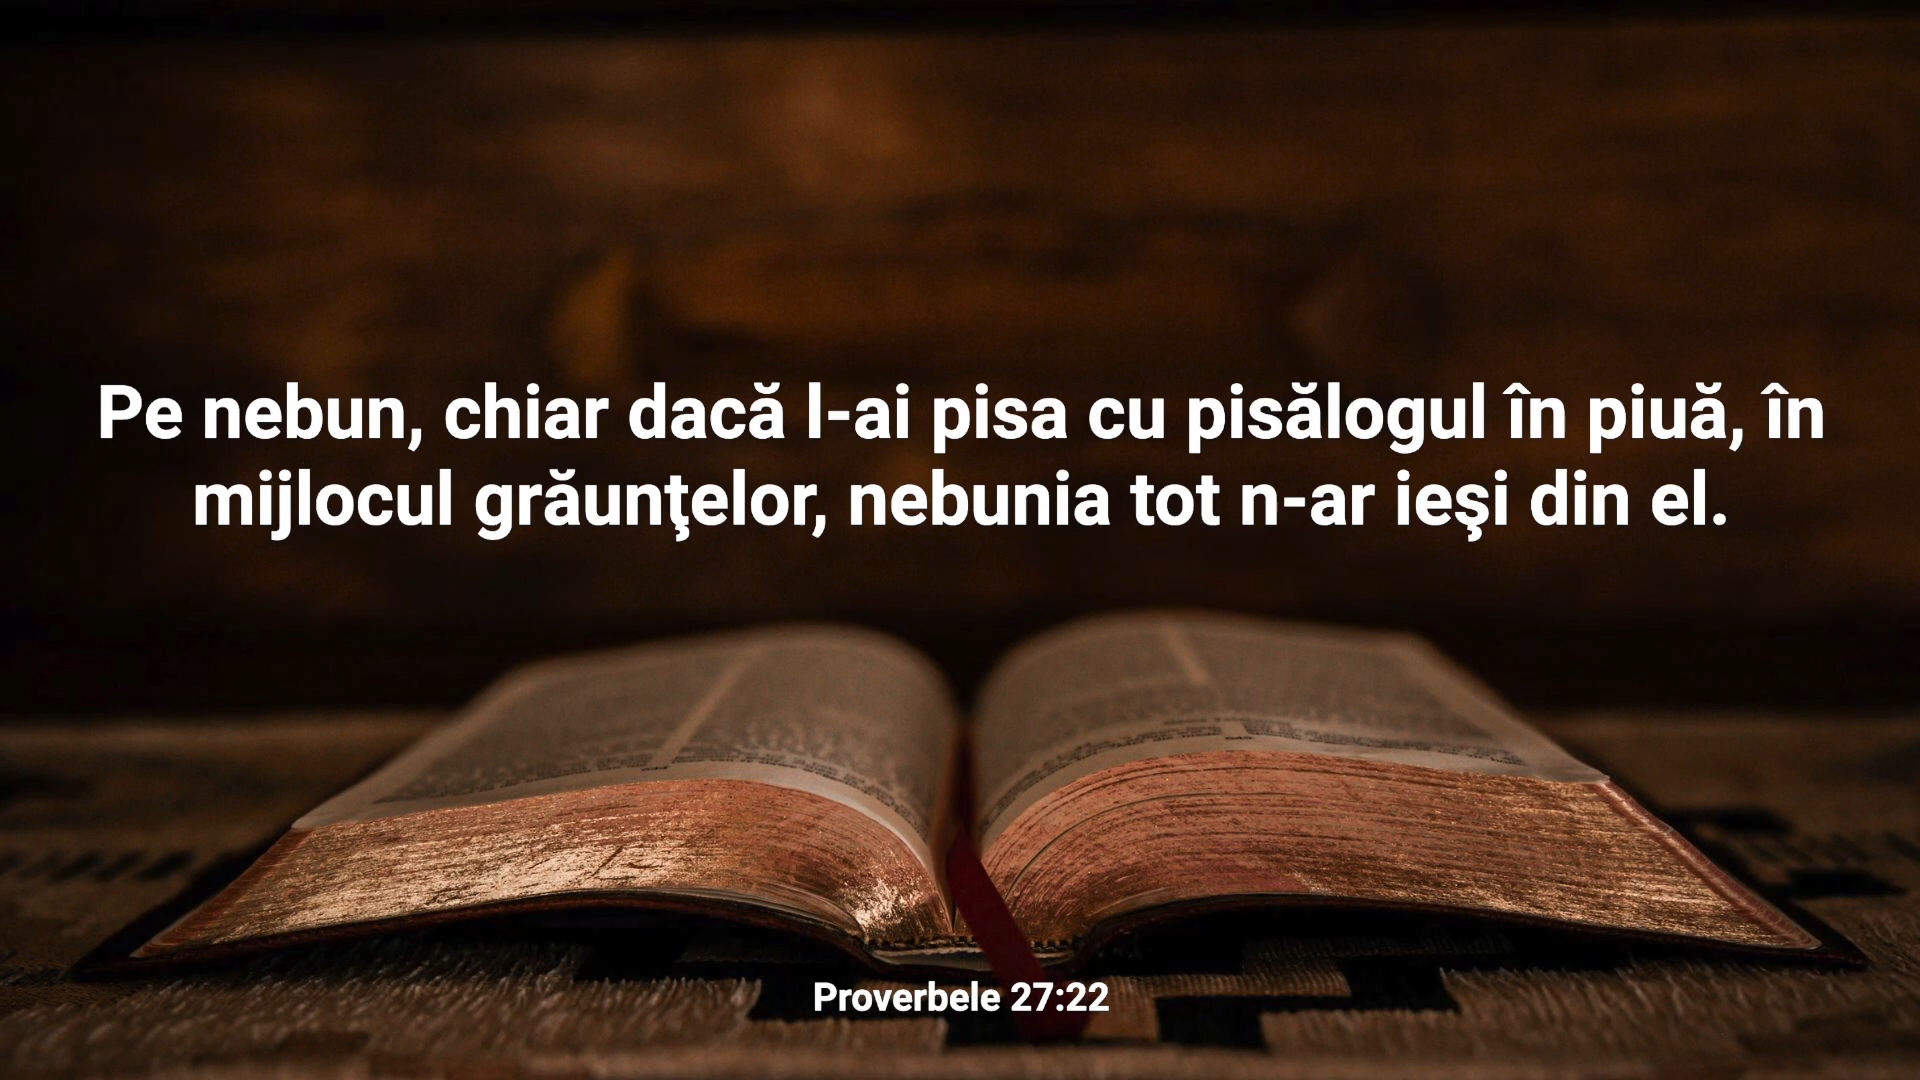 Pe nebun, chiar dacă l-ai pisa cu pisălogul în piuă, în
mijlocul grăunţelor, nebunia tot n-ar ieşi din el.
Proverbele 27:22